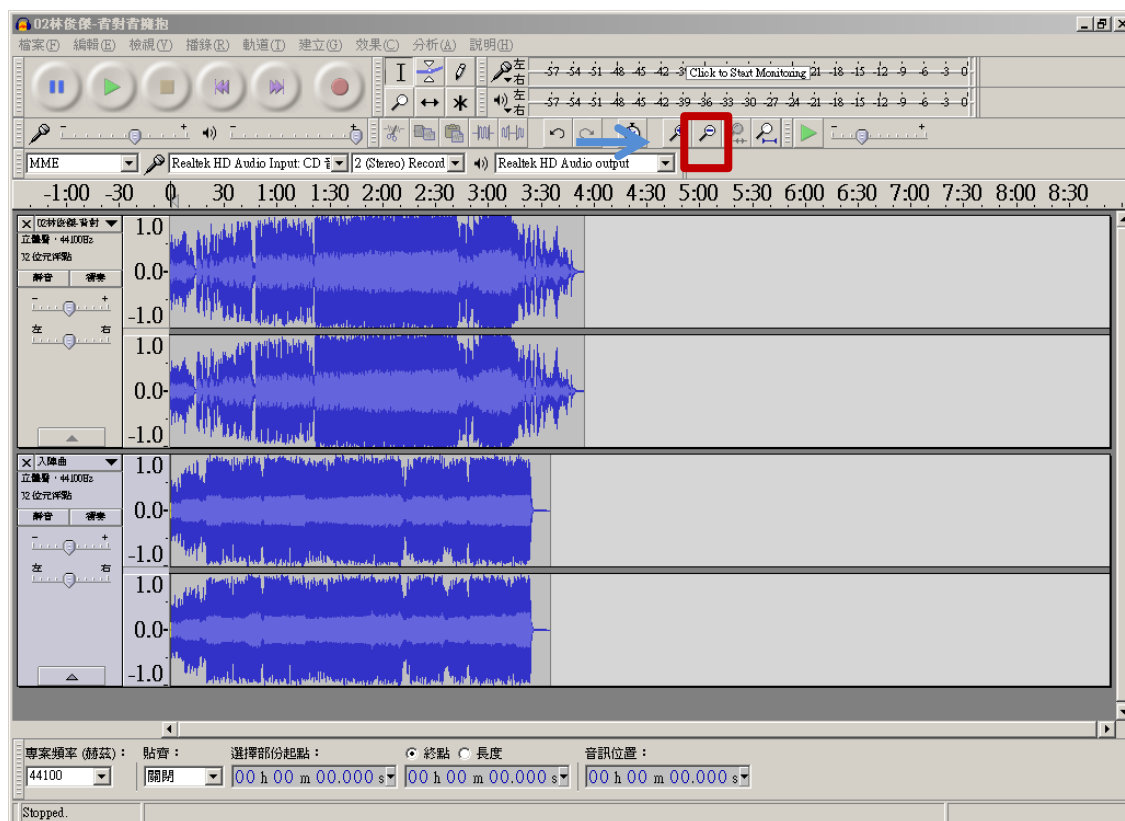 02林俊傑-背對背擁抱
檔案(F) 編輯(E) 檢視(V) 播錄(R) 軌道(T) 建立(G) 效果(C) 分析(A) 說明(H)
左 右 -57 -54 -51 -48 -45 -42 Click to Start Monitoring 21 -18 -15 -12 -9 -6 -3 0
左 右 -57 -54 -51 -48 -45 -42 -39 -36 -33 -30 -27 -24 -21 -18 -15 -12 -9 -6 -3 0
MME Realtek HD Audio Input: CD 2 (Stereo) Record Realtek HD Audio output
-1:00 -30 0 30 1:00 1:30 2:00 2:30 3:00 3:30 4:00 4:30 5:00 5:30 6:00 6:30 7:00 7:30 8:00 8:30
02林俊傑-背對
立體聲，44100Hz
32 位元浮點
靜音 獨奏
- +
左 右
1.0
0.0
-1.0
1.0
0.0
-1.0
入陣曲
立體聲，44100Hz
32 位元浮點
靜音 獨奏
- +
左 右
1.0
0.0
-1.0
1.0
0.0
-1.0
專案頻率 (赫茲)： 貼齊： 選擇部份起點： 終點 長度 音訊位置：
44100 關閉 00 h 00 m 00.000 s 00 h 00 m 00.000 s 00 h 00 m 00.000 s
Stopped.